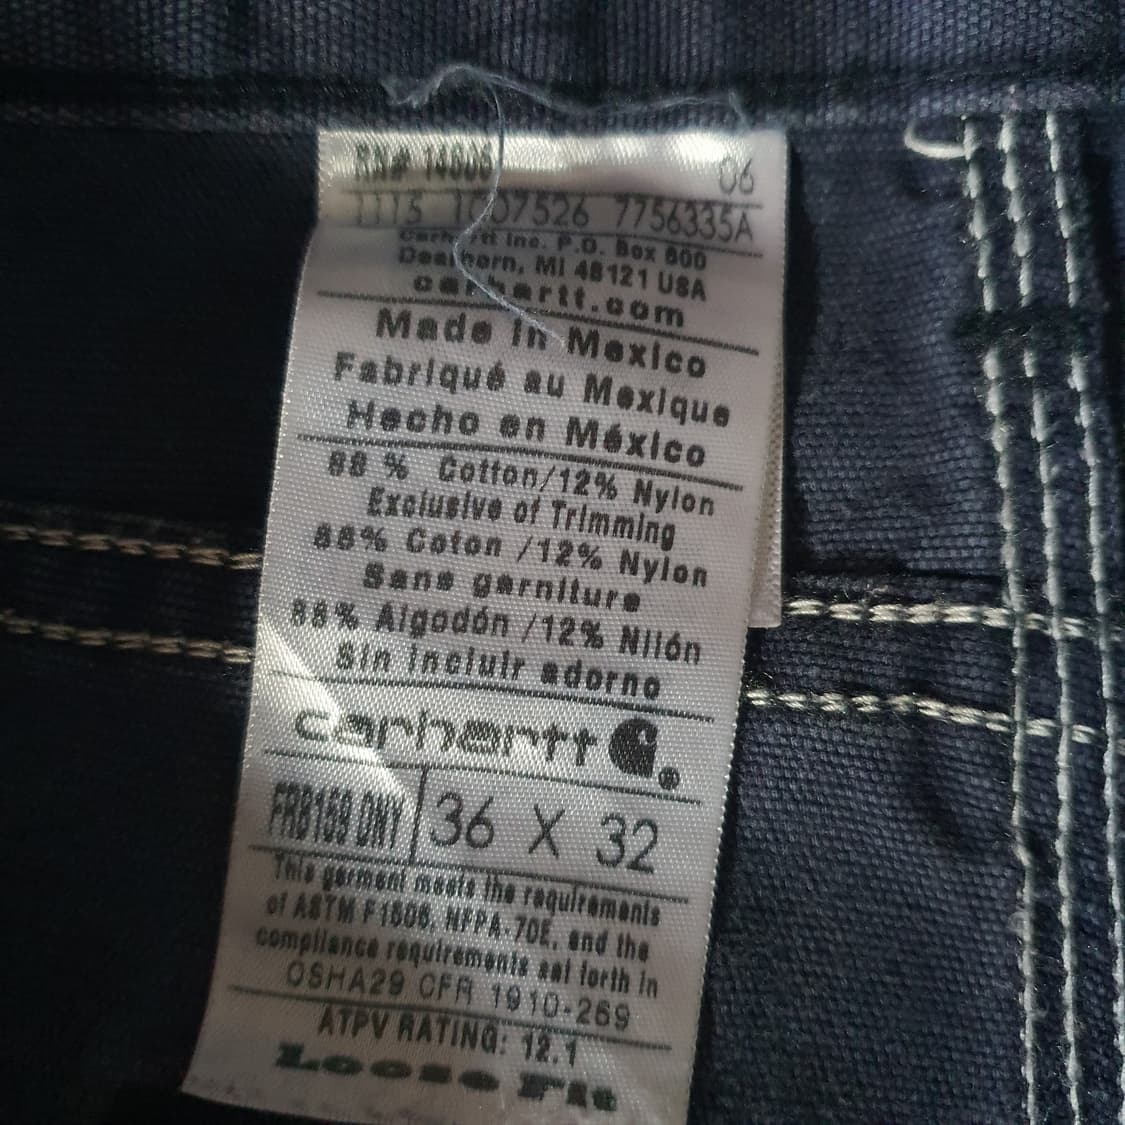 RN# 14806 06
1115 1007526 7756335A
Carhartt Inc. P.O. Box 600
Dearborn, MI 48121 USA
carhartt.com
Made in Mexico
Fabriqué au Mexique
Hecho en México
88 % Cotton/12% Nylon
Exclusive of Trimming
88% Coton /12% Nylon
Sans garniture
88% Algodón /12% Nilón
Sin incluir adorno
carhartt ®
FRB159 DNY 36 X 32
This garment meets the requirements
of ASTM F1506, NFPA-70E, and the
compliance requirements set forth in
OSHA29 CFR 1910-269
ATPV RATING: 12.1
Loose Fit